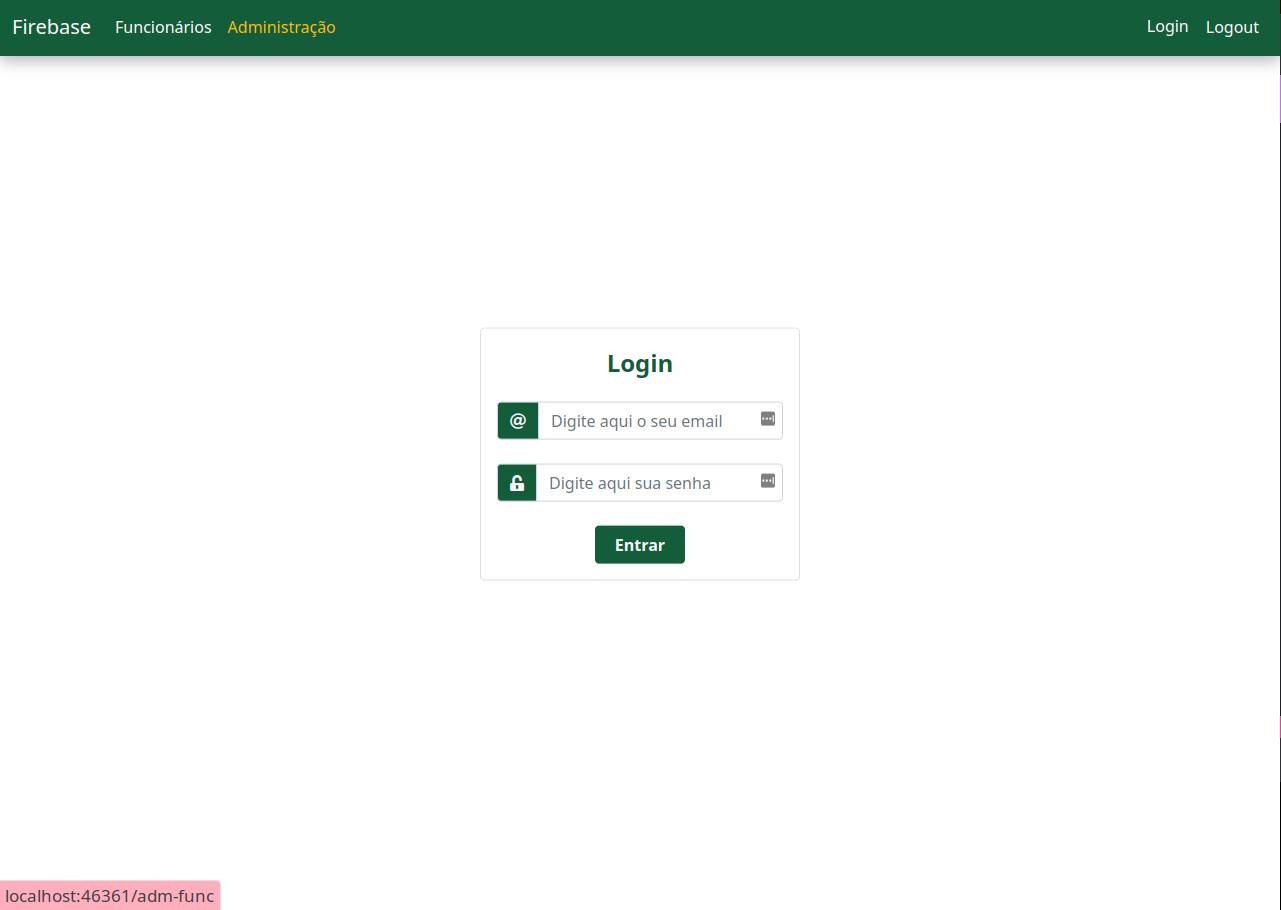 Firebase Funcionários Administração Login Logout
Login
@ Digite aqui o seu email
Digite aqui sua senha
Entrar
localhost:46361/adm-func